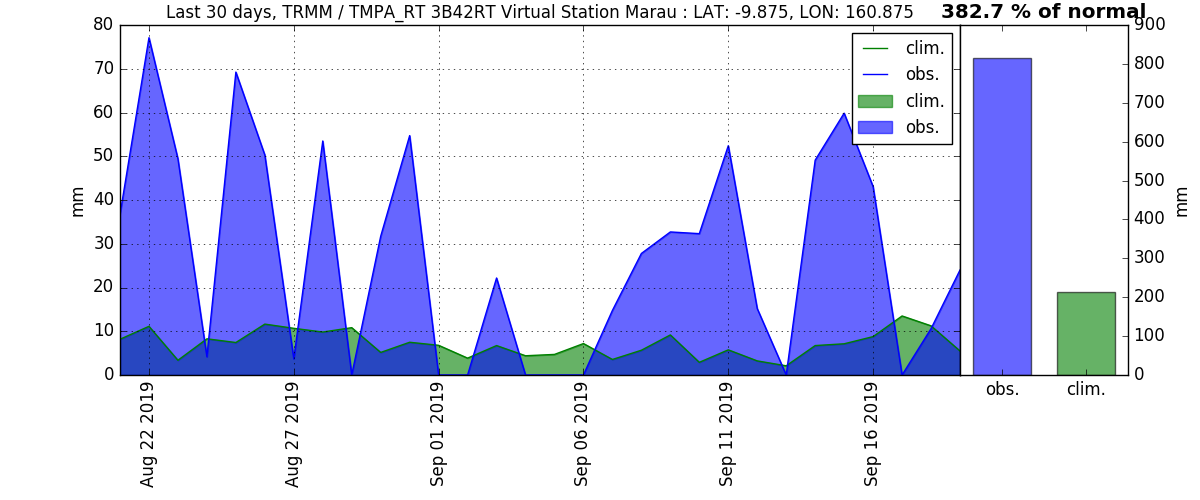 Last 30 days, TRMM / TMPA_RT 3B42RT Virtual Station Marau : LAT: -9.875, LON: 160.875
382.7 % of normal
80
70
60
50
40
30
20
10
0
mm
clim.
obs.
clim.
obs.
900
800
700
600
500
400
300
200
100
0
mm
Aug 22 2019
Aug 27 2019
Sep 01 2019
Sep 06 2019
Sep 11 2019
Sep 16 2019
obs.
clim.